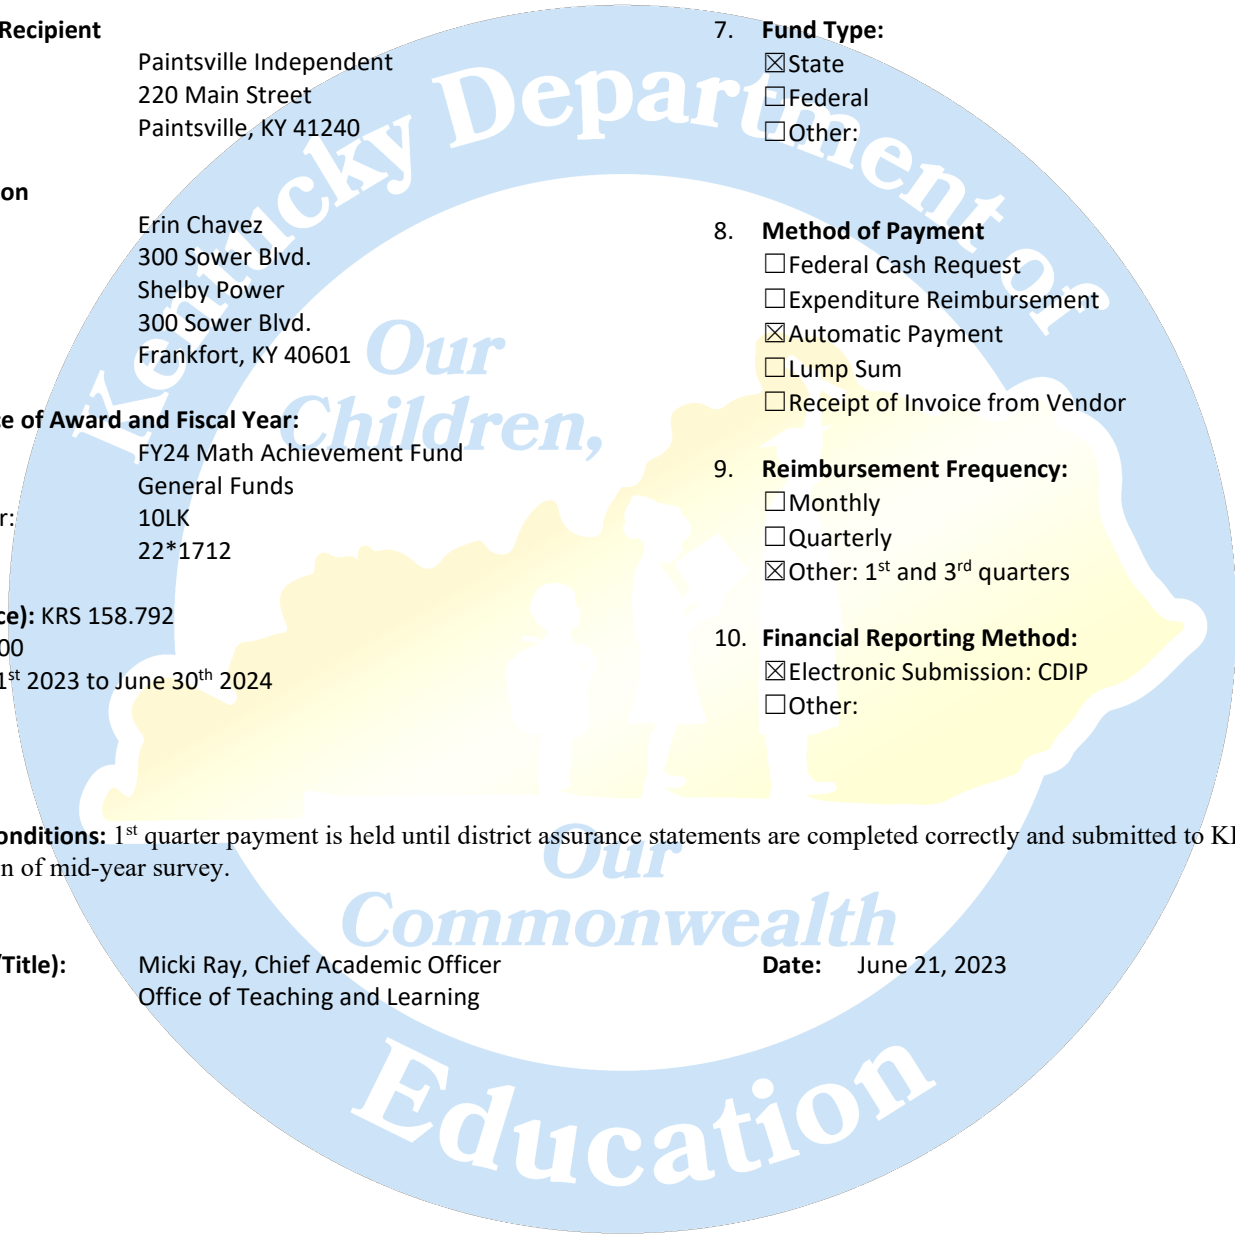 Recipient
Paintsville Independent
220 Main Street
Paintsville, KY 41240
on
Erin Chavez
300 Sower Blvd.
Shelby Power
300 Sower Blvd.
Frankfort, KY 40601
e of Award and Fiscal Year:
FY24 Math Achievement Fund
General Funds
r: 10LK
22*1712
ce): KRS 158.792
00
1st 2023 to June 30th 2024
7. Fund Type:
☒State
☐Federal
☐Other:
8. Method of Payment
☐Federal Cash Request
☐Expenditure Reimbursement
☒Automatic Payment
☐Lump Sum
☐Receipt of Invoice from Vendor
9. Reimbursement Frequency:
☐Monthly
☐Quarterly
☒Other: 1st and 3rd quarters
10. Financial Reporting Method:
☒Electronic Submission: CDIP
☐Other:
onditions: 1st quarter payment is held until district assurance statements are completed correctly and submitted to KI
n of mid-year survey.
Title): Micki Ray, Chief Academic Officer Date: June 21, 2023
Office of Teaching and Learning
Kentucky Department of
Our
Children,
Our
Commonwealth
Education